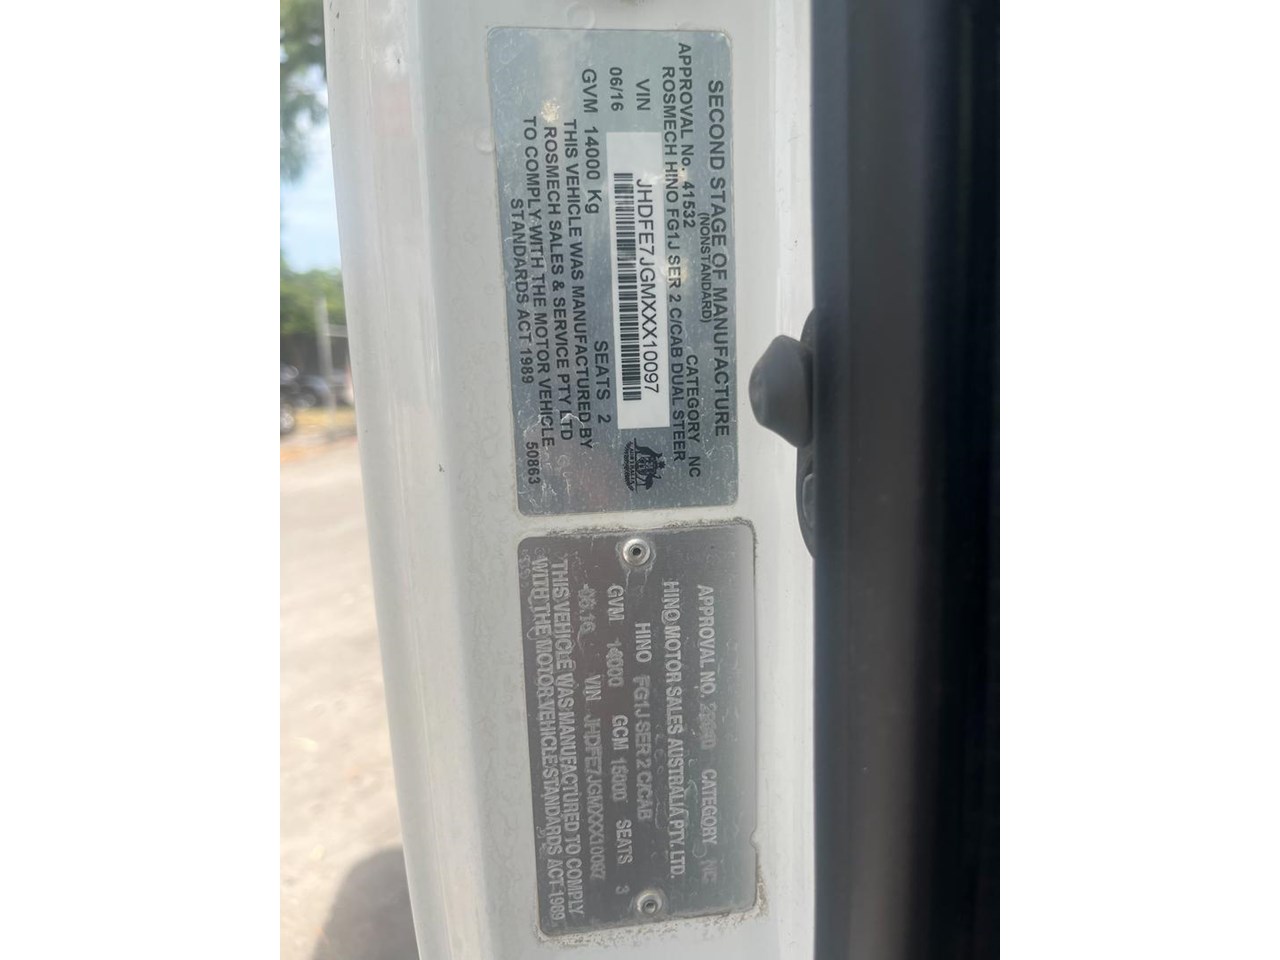 SECOND STAGE OF MANUFACTURE
(NONSTANDARD)
APPROVAL No. 41532 CATEGORY NC
ROSMECH HINO FG1J SER 2 C/CAB DUAL STEER
VIN JHDFE7JGMXXX10097
06/16
GVM 14000 Kg SEATS 2
THIS VEHICLE WAS MANUFACTURED BY
ROSMECH SALES & SERVICE PTY LTD
TO COMPLY WITH THE MOTOR VEHICLE
STANDARDS ACT 1989
50863
AUSTRALIA
APPROVAL NO. CATEGORY NC
HINO MOTOR SALES AUSTRALIA PTY. LTD.
HINO FG1J SER 2 C/CAB
GVM 14000 GCM 15000 SEATS 3
06.16 VIN JHDFE7JGMXXX10097
THIS VEHICLE WAS MANUFACTURED TO COMPLY
WITH THE MOTOR VEHICLE STANDARDS ACT 1989